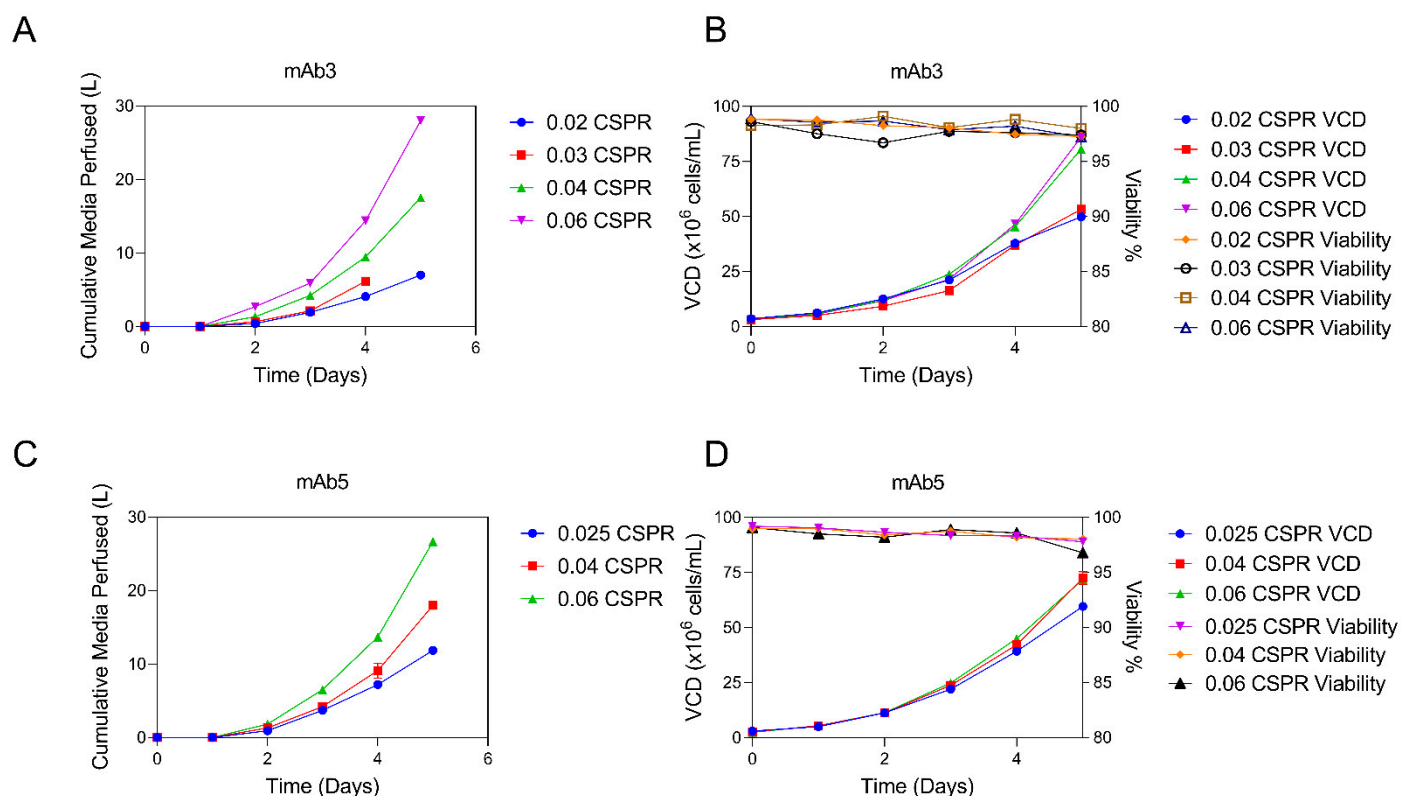 A
mAb3
Cumulative Media Perfused (L)
30
20
10
0
0
2
4
6
Time (Days)
0.02 CSPR
0.03 CSPR
0.04 CSPR
0.06 CSPR
B
mAb3
VCD (x10⁶ cells/mL)
100
75
50
25
0
0
2
4
Time (Days)
100
95
90
85
80
Viability %
0.02 CSPR VCD
0.03 CSPR VCD
0.04 CSPR VCD
0.06 CSPR VCD
0.02 CSPR Viability
0.03 CSPR Viability
0.04 CSPR Viability
0.06 CSPR Viability
C
mAb5
Cumulative Media Perfused (L)
30
20
10
0
0
2
4
6
Time (Days)
0.025 CSPR
0.04 CSPR
0.06 CSPR
D
mAb5
VCD (x10⁶ cells/mL)
100
75
50
25
0
0
2
4
Time (Days)
100
95
90
85
80
Viability %
0.025 CSPR VCD
0.04 CSPR VCD
0.06 CSPR VCD
0.025 CSPR Viability
0.04 CSPR Viability
0.06 CSPR Viability